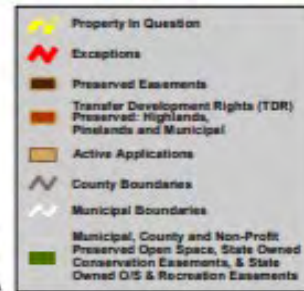 Property In Question
Exceptions
Preserved Easements
Transfer Development Rights (TDR)
Preserved: Highlands,
Pinelands and Municipal
Active Applications
County Boundaries
Municipal Boundaries
Municipal, County and Non-Profit
Preserved Open Space, State Owned
Conservation Easements, & State
Owned O/S & Recreation Easements